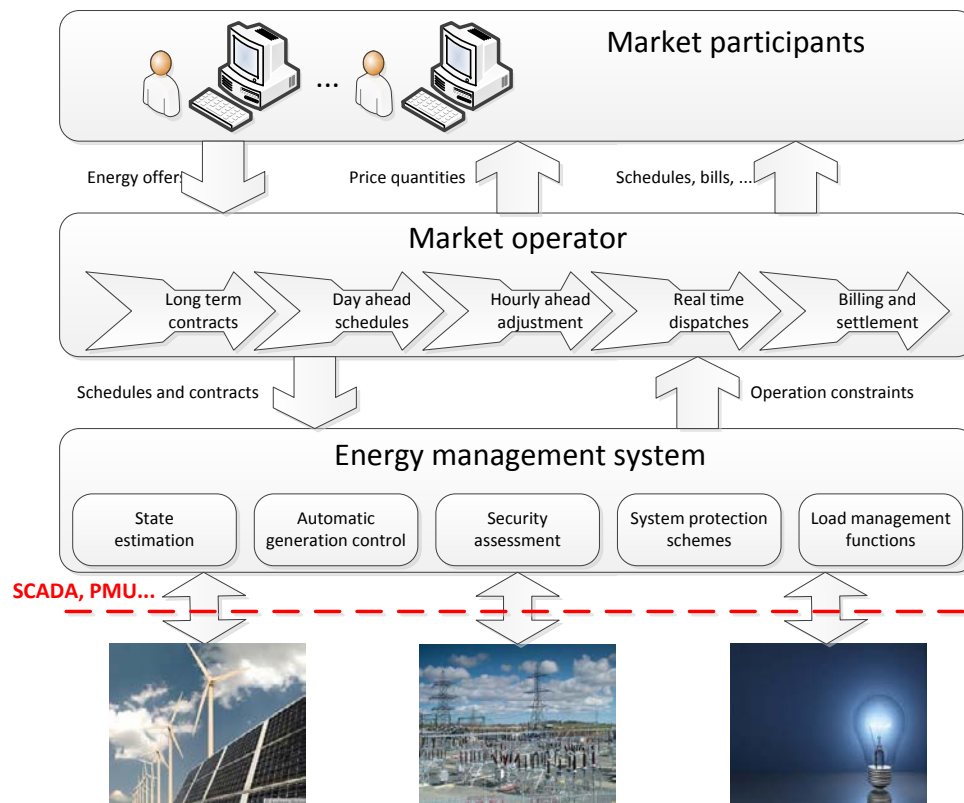 Market participants
...
Energy offers
Price quantities
Schedules, bills, ....
Market operator
Long term
contracts
Day ahead
schedules
Hourly ahead
adjustment
Real time
dispatches
Billing and
settlement
Schedules and contracts
Operation constraints
Energy management system
State
estimation
Automatic
generation control
Security
assessment
System protection
schemes
Load management
functions
SCADA, PMU...